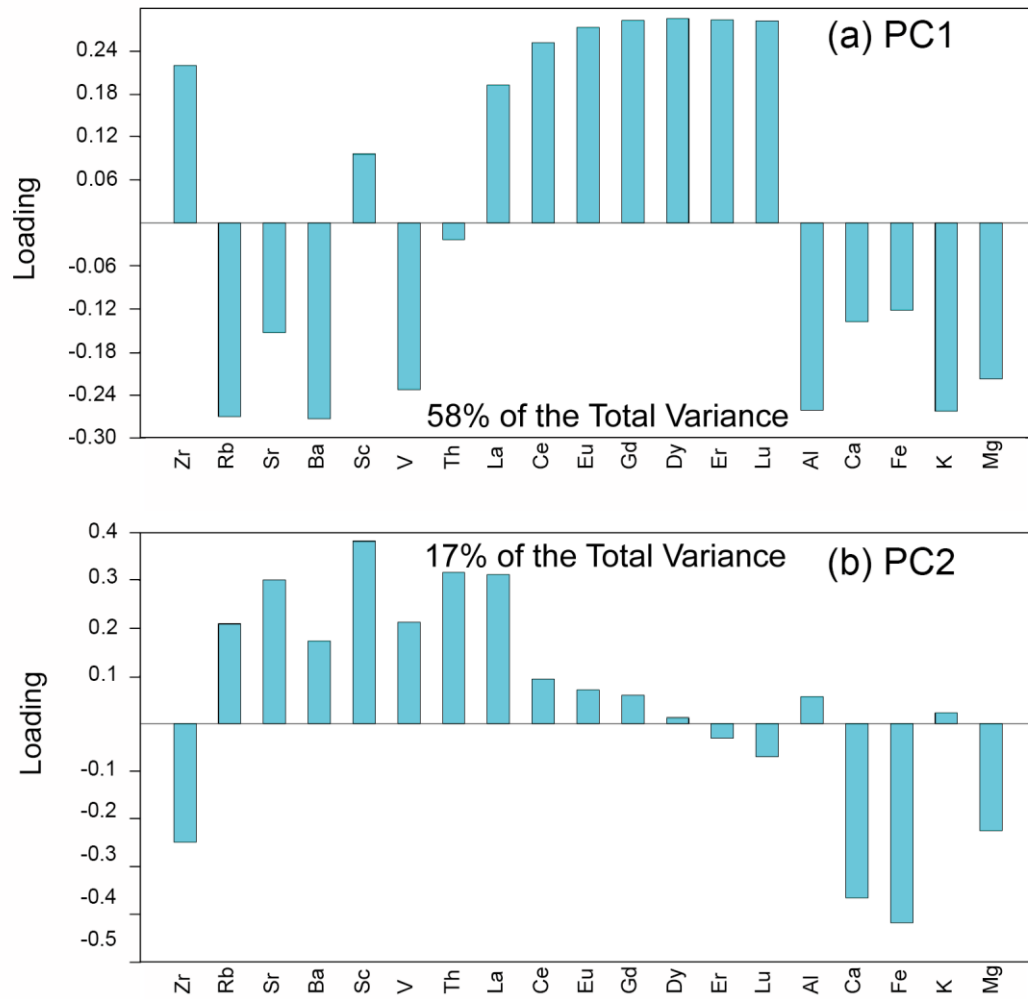 (a) PC1
0.24
0.18
0.12
0.06
-0.06
-0.12
-0.18
-0.24
-0.30
Loading
58% of the Total Variance
Zr Rb Sr Ba Sc V Th La Ce Eu Gd Dy Er Lu Al Ca Fe K Mg
0.4
17% of the Total Variance
(b) PC2
0.3
0.2
0.1
-0.1
-0.2
-0.3
-0.4
-0.5
Loading
Zr Rb Sr Ba Sc V Th La Ce Eu Gd Dy Er Lu Al Ca Fe K Mg